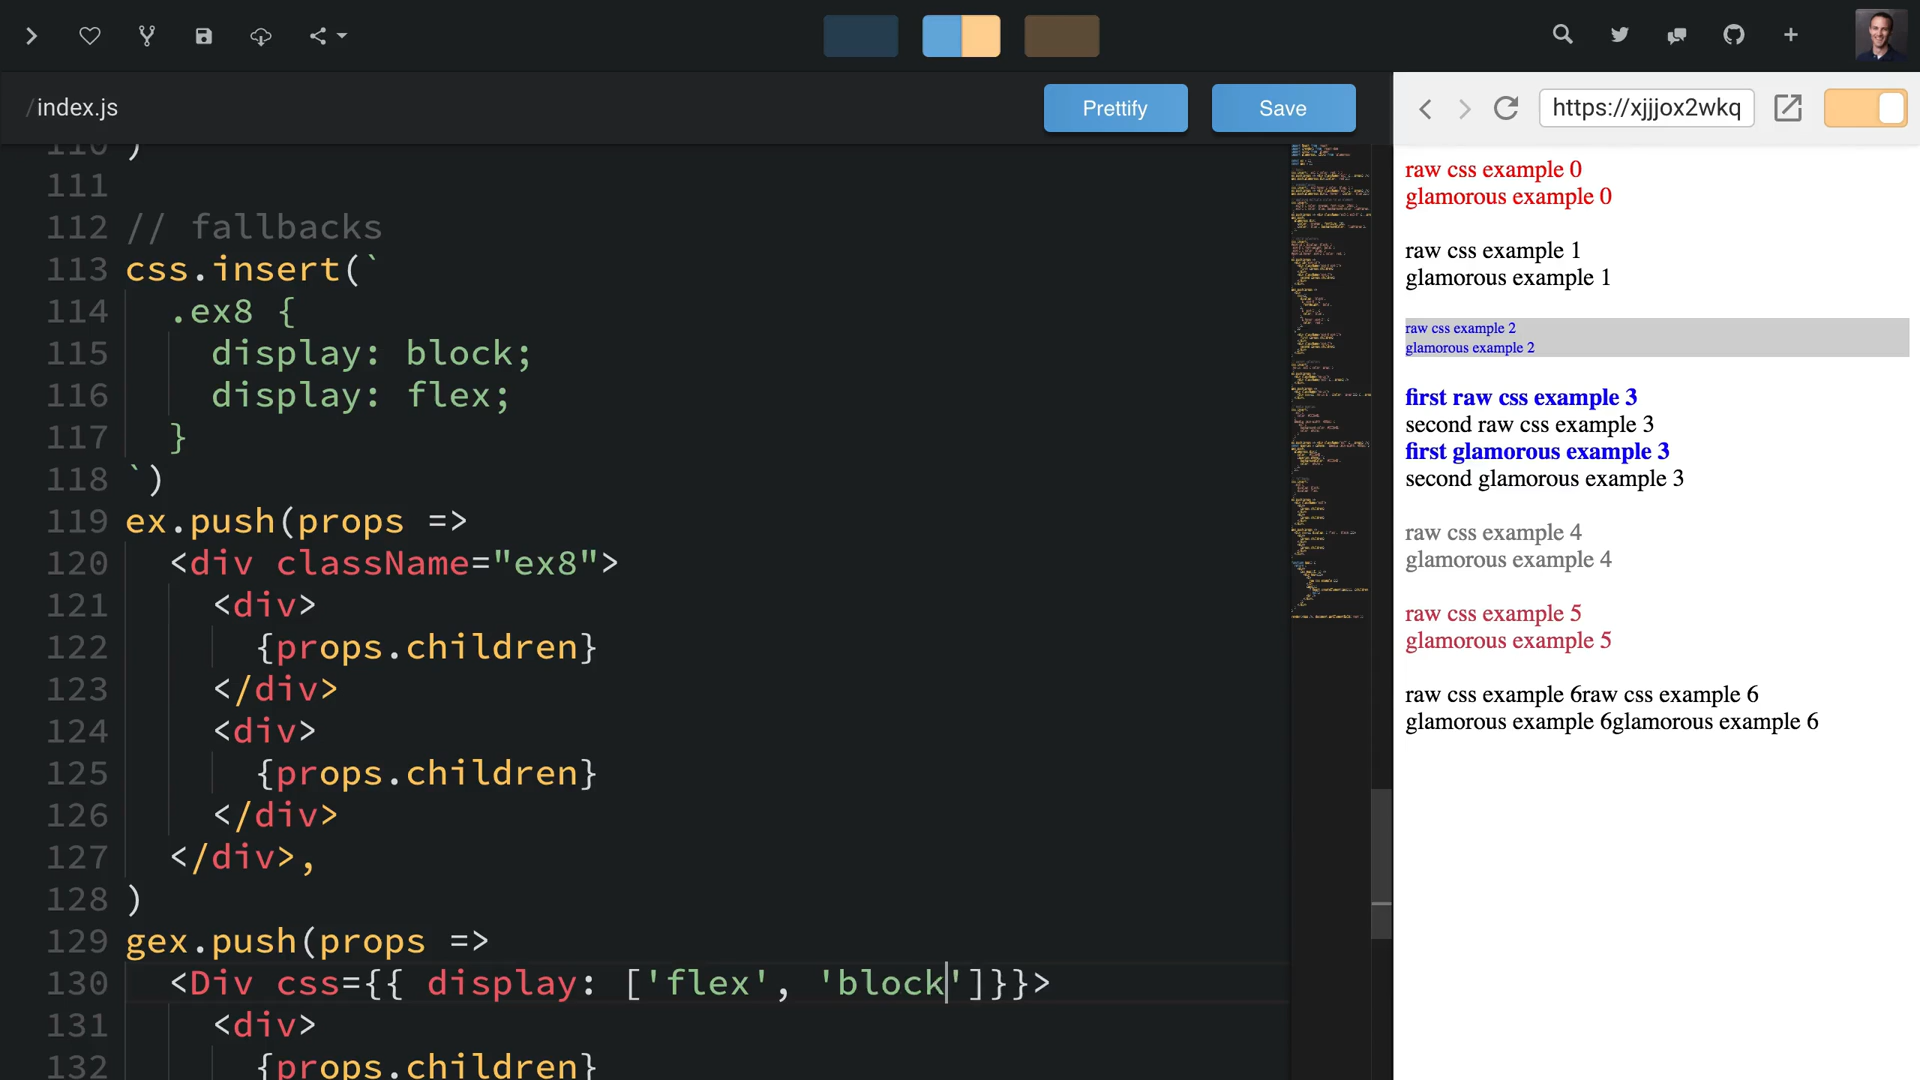 /index.js
Prettify
Save
https://xjjjox2wkq
110 )
111
112 // fallbacks
113 css.insert(`
114 .ex8 {
115 display: block;
116 display: flex;
117 }
118 `)
119 ex.push(props =>
120 <div className="ex8">
121 <div>
122 {props.children}
123 </div>
124 <div>
125 {props.children}
126 </div>
127 </div>,
128 )
129 gex.push(props =>
130 <Div css={{ display: ['flex', 'block']}}>
131 <div>
132 {props.children}
raw css example 0
glamorous example 0
raw css example 1
glamorous example 1
raw css example 2
glamorous example 2
first raw css example 3
second raw css example 3
first glamorous example 3
second glamorous example 3
raw css example 4
glamorous example 4
raw css example 5
glamorous example 5
raw css example 6raw css example 6
glamorous example 6glamorous example 6